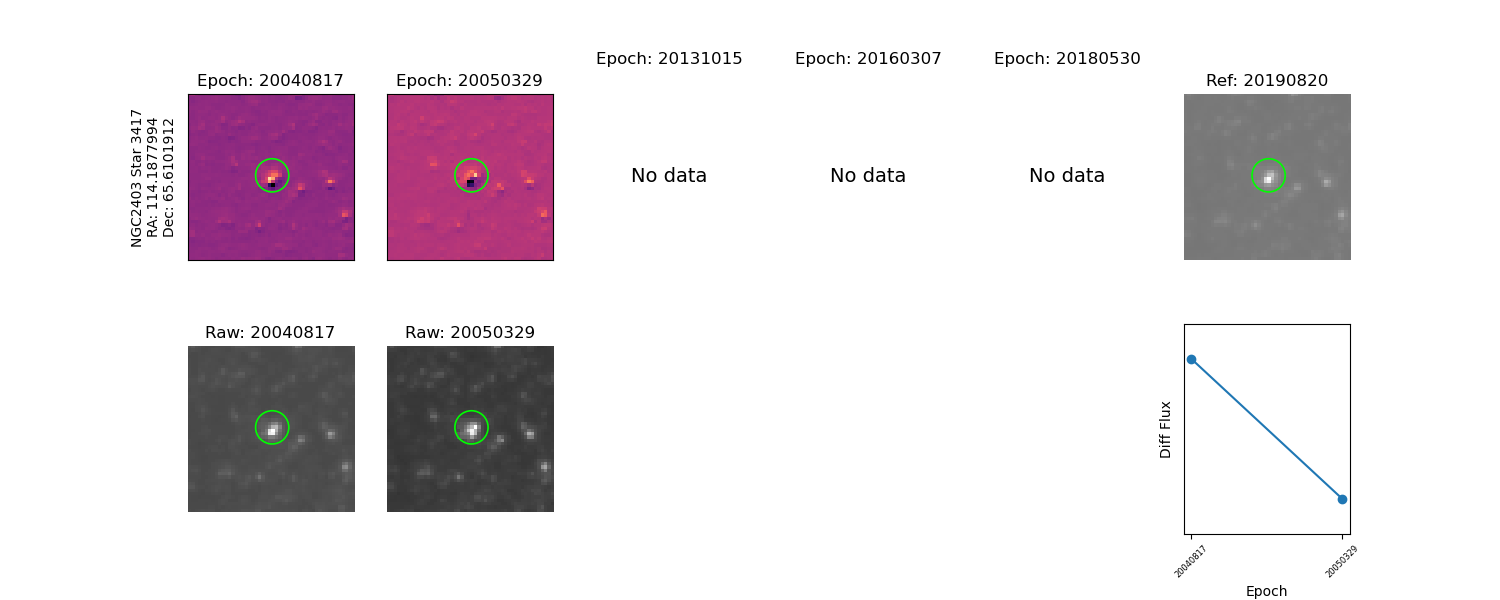 Epoch: 20040817
Epoch: 20050329
Epoch: 20131015
Epoch: 20160307
Epoch: 20180530
Ref: 20190820
NGC2403 Star 3417
RA: 114.1877994
Dec: 65.6101912
No data
No data
No data
Raw: 20040817
Raw: 20050329
Diff Flux
20040817
20050329
Epoch